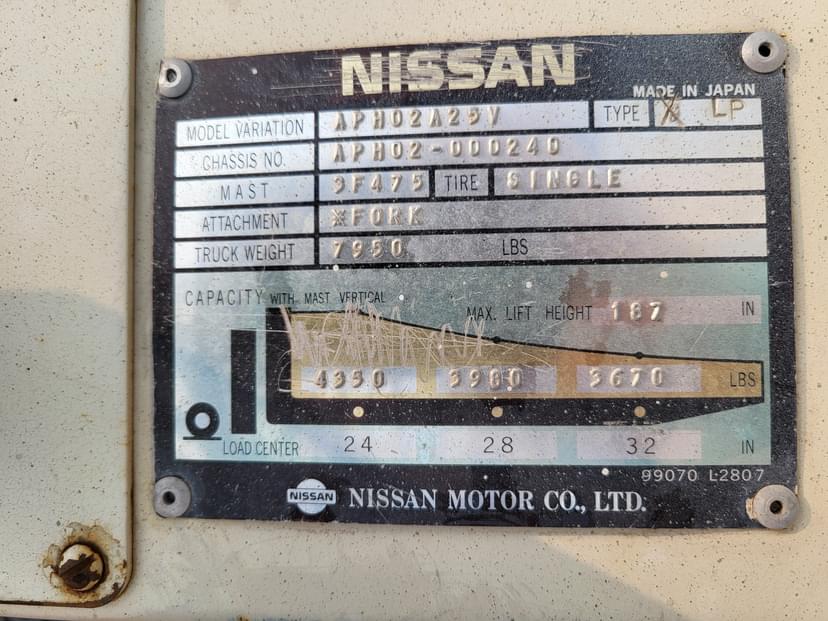 NISSAN
MADE IN JAPAN
MODEL VARIATION APH02A25V TYPE LP
CHASSIS NO. APH02-000240
MAST 3F475 TIRE SINGLE
ATTACHMENT ※FORK
TRUCK WEIGHT 7950 LBS
CAPACITY WITH MAST VERTICAL
MAX. LIFT HEIGHT 187 IN
4350 3980 3670 LBS
LOAD CENTER 24 28 32 IN
99070 L2807
NISSAN NISSAN MOTOR CO., LTD.